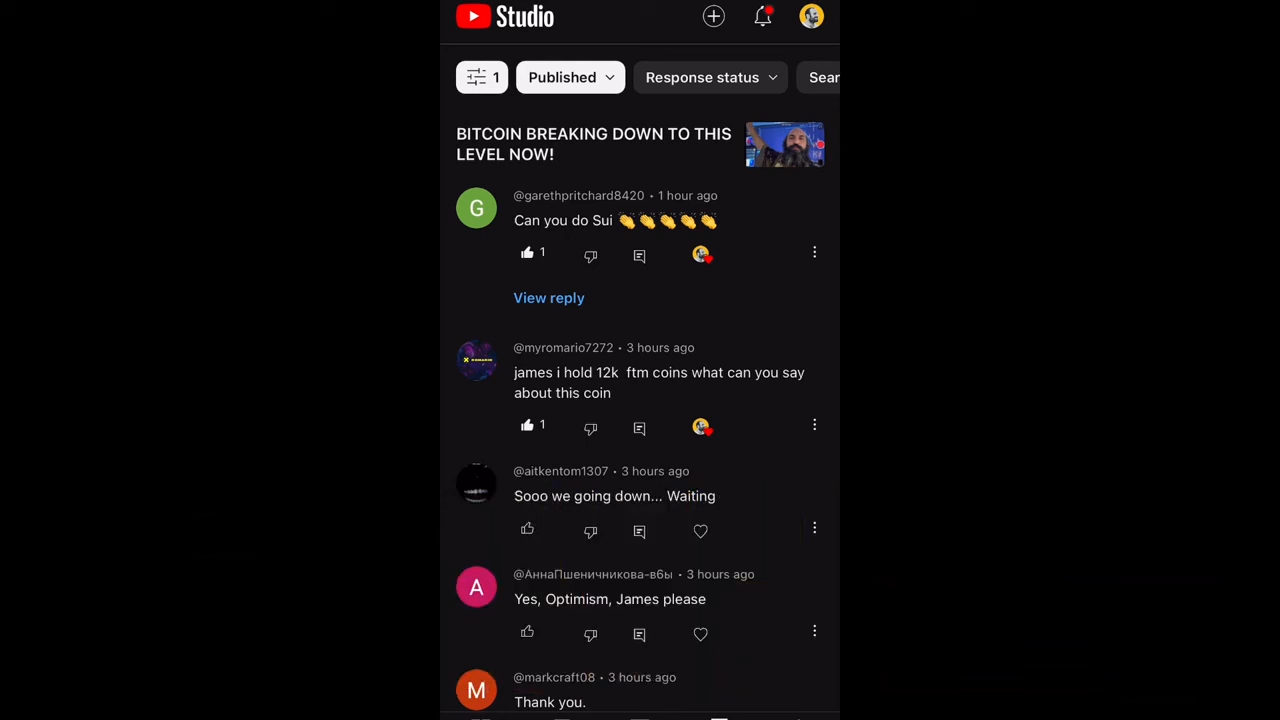 Studio
1 Published Response status Sear
BITCOIN BREAKING DOWN TO THIS
LEVEL NOW!
@garethpritchard8420 • 1 hour ago
G
Can you do Sui 👏👏👏👏👏
1
View reply
@myromario7272 • 3 hours ago
james i hold 12k ftm coins what can you say
about this coin
1
@aitkentom1307 • 3 hours ago
Sooo we going down... Waiting
@АннаПшеничникова-в6ы • 3 hours ago
A
Yes, Optimism, James please
@markcraft08 • 3 hours ago
M
Thank you.